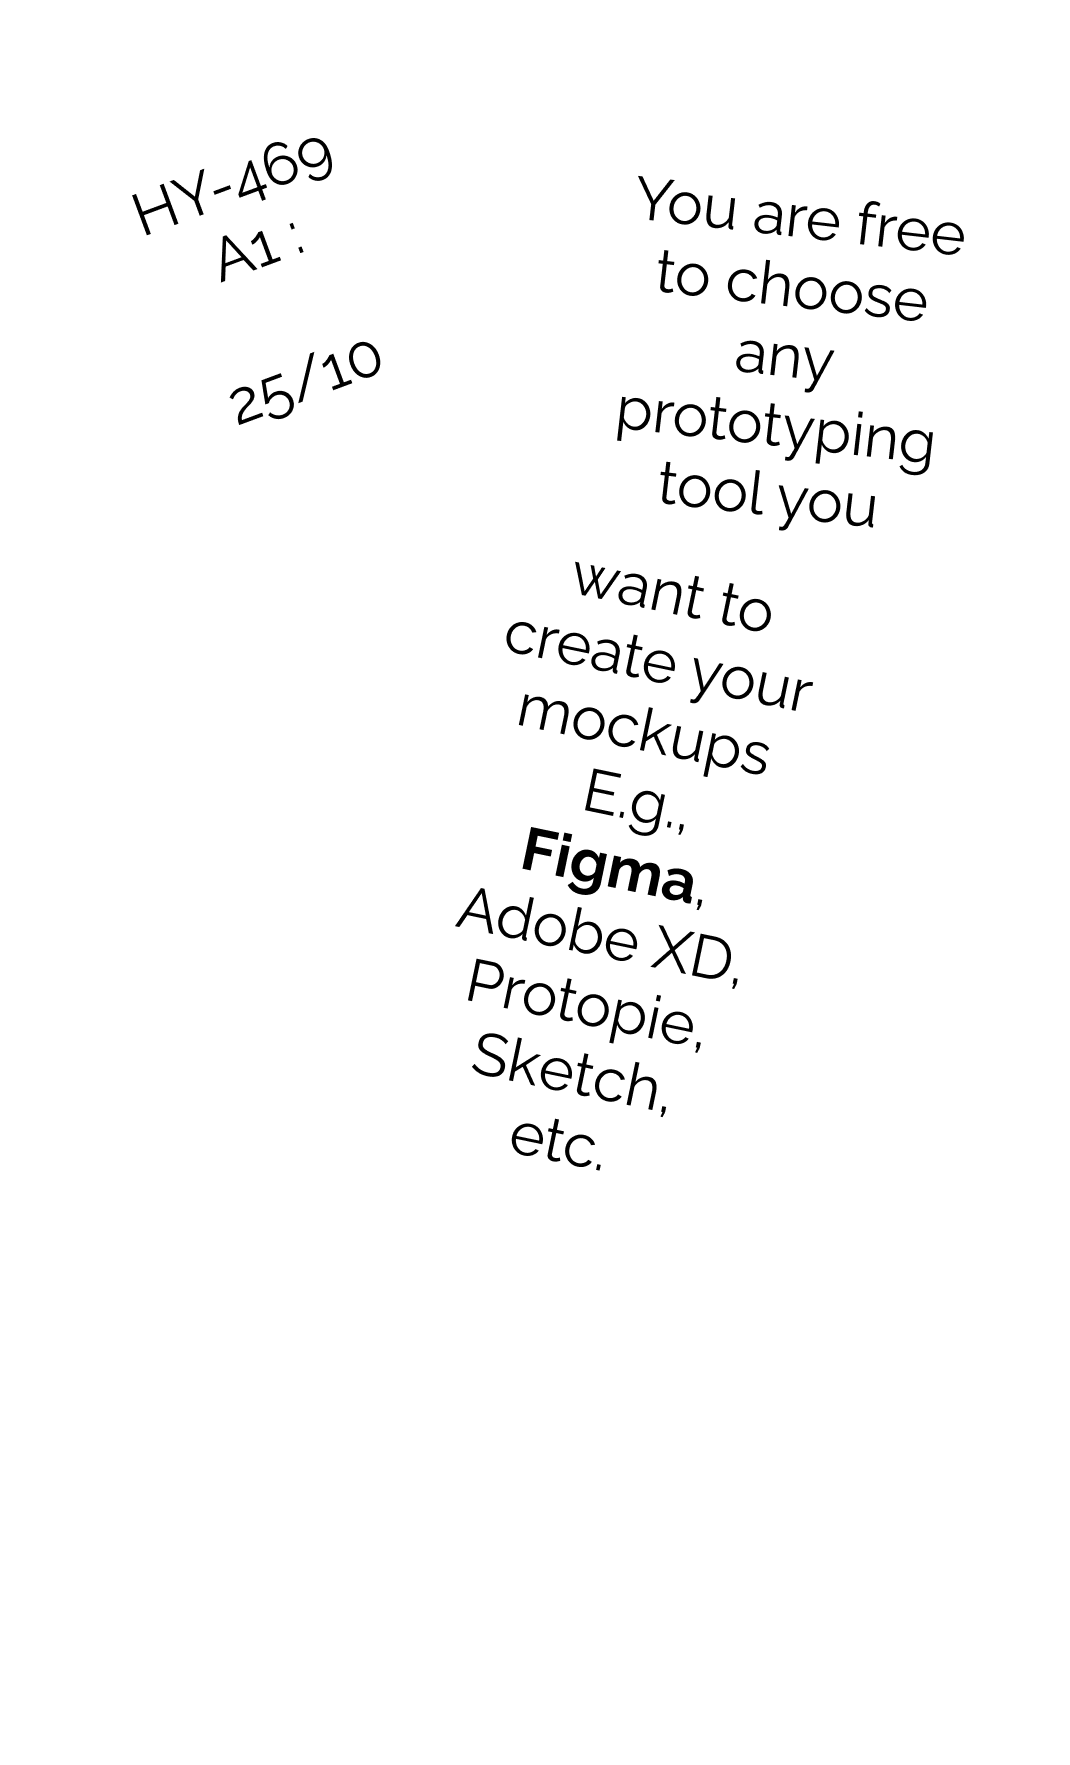 HY-469
A1 :
25/10
You are free
to choose
any
prototyping
tool you
want to
create your
mockups
E.g.,
Figma,
Adobe XD,
Protopie,
Sketch,
etc.